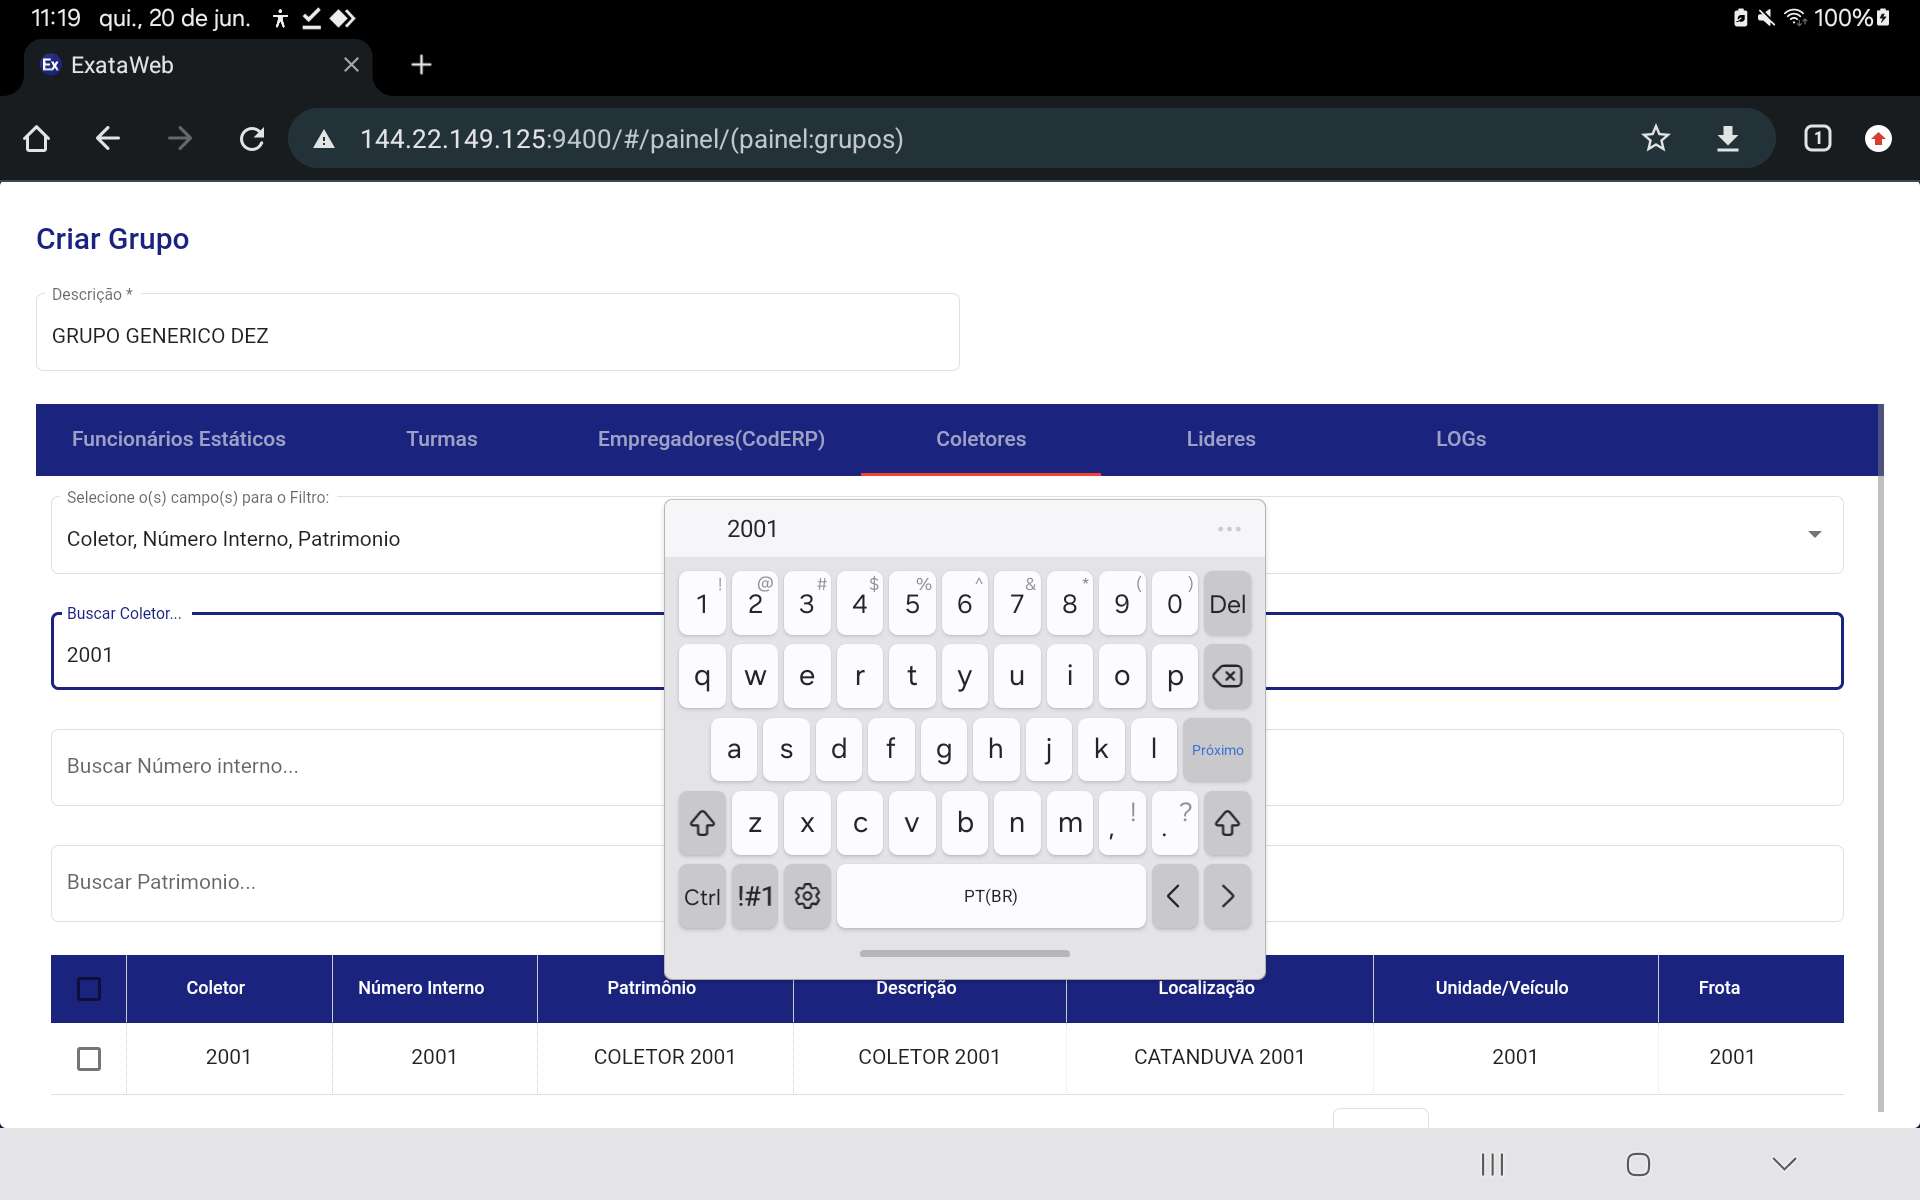 11:19 qui., 20 de jun. 100%
Ex ExataWeb
144.22.149.125:9400/#/painel/(painel:grupos) 1
Criar Grupo
Descrição *
GRUPO GENERICO DEZ
Funcionários Estáticos Turmas Empregadores(CodERP) Coletores Lideres LOGs
Selecione o(s) campo(s) para o Filtro:
Coletor, Número Interno, Patrimonio
Buscar Coletor...
2001
Buscar Número interno...
Buscar Patrimonio...
2001 ...
! @ # $ % ^ & * ( )
1 2 3 4 5 6 7 8 9 0 Del
q w e r t y u i o p
a s d f g h j k l Próximo
z x c v b n m , ! . ?
Ctrl !#1 PT(BR) < >
Coletor Número Interno Patrimônio Descrição Localização Unidade/Veículo Frota
2001 2001 COLETOR 2001 COLETOR 2001 CATANDUVA 2001 2001 2001